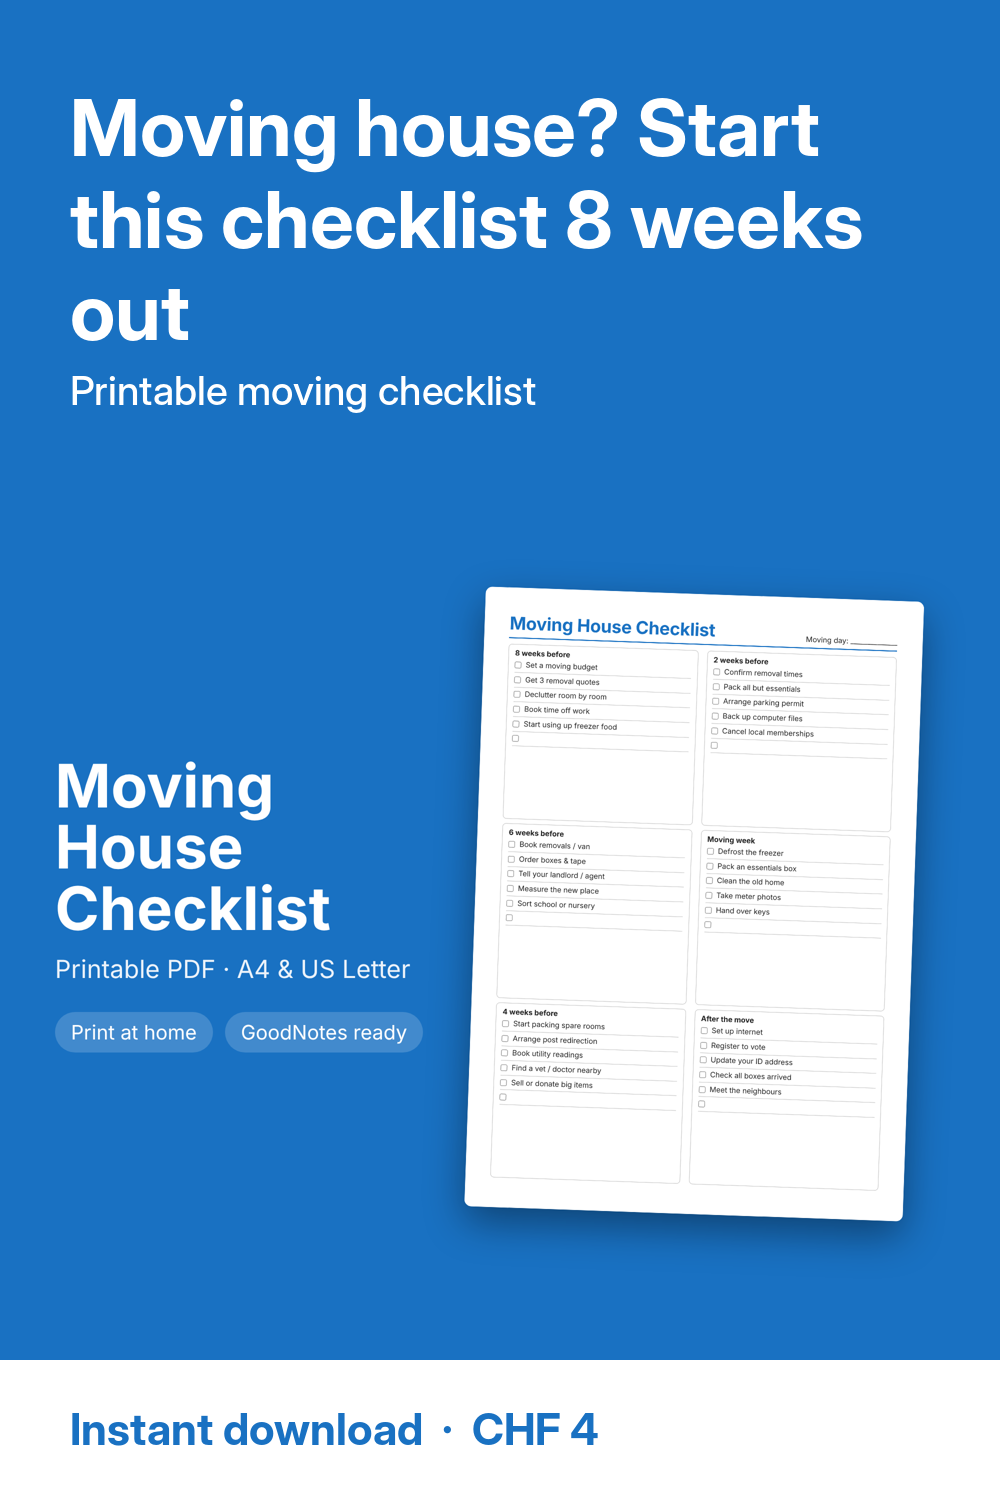 Moving house? Start
this checklist 8 weeks
out
Printable moving checklist
Moving House Checklist
Moving day: ________
8 weeks before
Set a moving budget
Get 3 removal quotes
Declutter room by room
Book time off work
Start using up freezer food
2 weeks before
Confirm removal times
Pack all but essentials
Arrange parking permit
Back up computer files
Cancel local memberships
6 weeks before
Book removals / van
Order boxes & tape
Tell your landlord / agent
Measure the new place
Sort school or nursery
Moving week
Defrost the freezer
Pack an essentials box
Clean the old home
Take meter photos
Hand over keys
4 weeks before
Start packing spare rooms
Arrange post redirection
Book utility readings
Find a vet / doctor nearby
Sell or donate big items
After the move
Set up internet
Register to vote
Update your ID address
Check all boxes arrived
Meet the neighbours
Moving
House
Checklist
Printable PDF · A4 & US Letter
Print at home
GoodNotes ready
Instant download · CHF 4